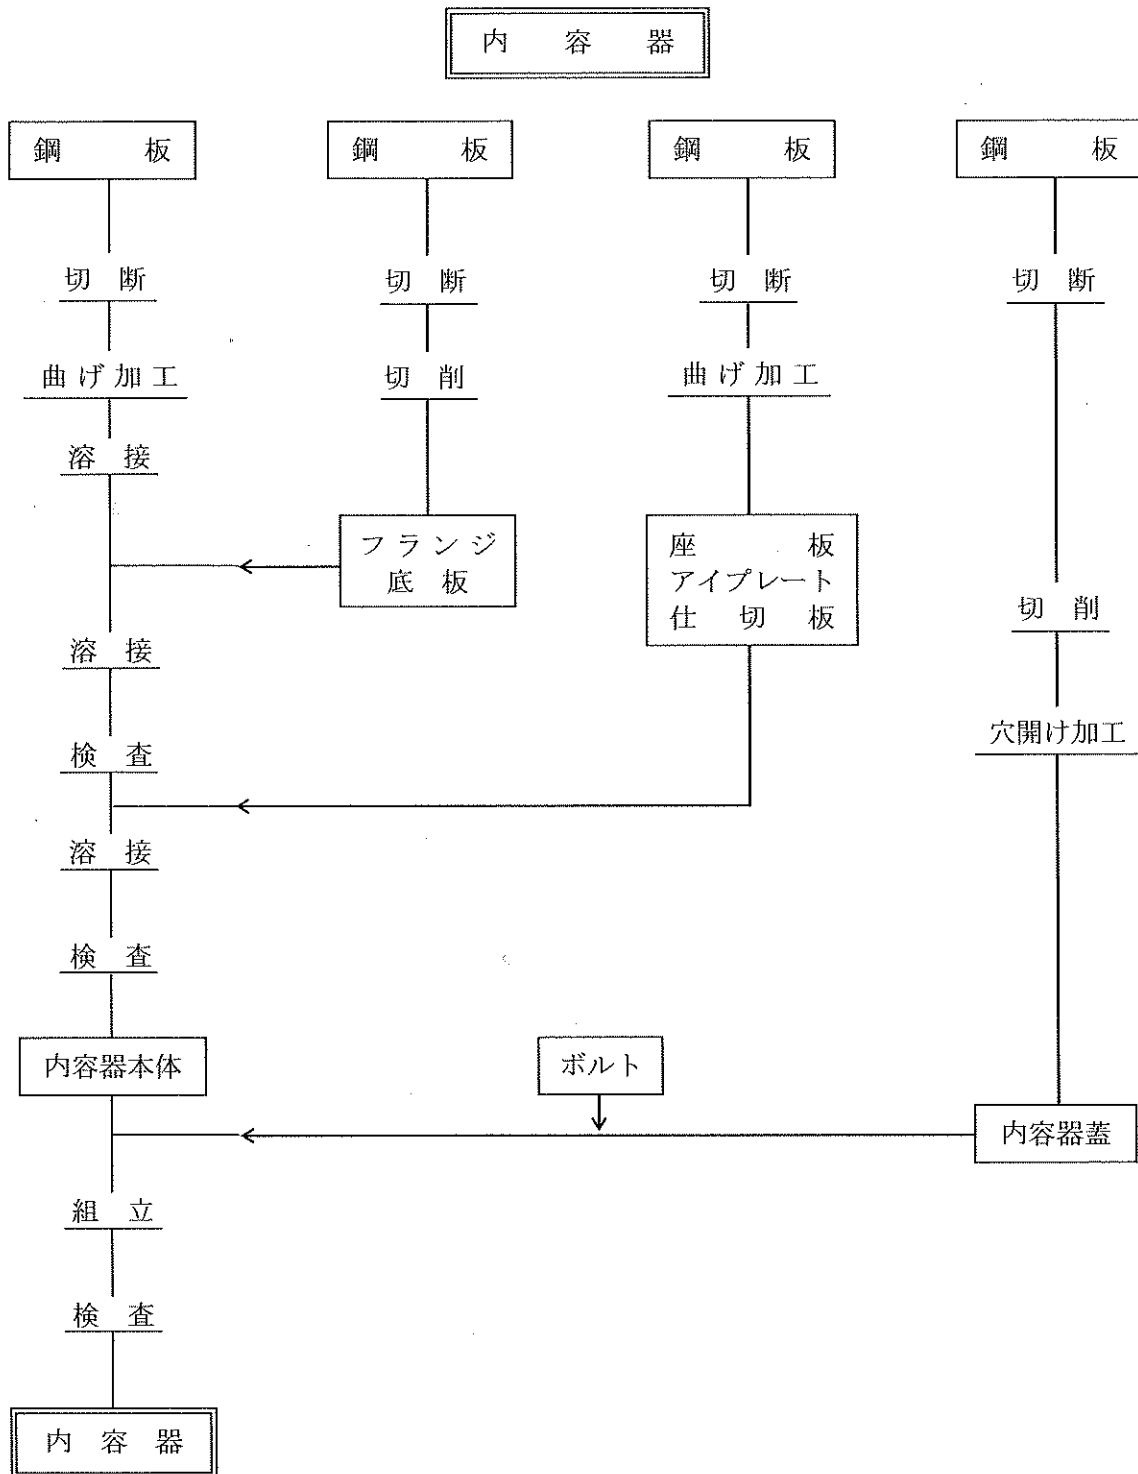 内容器
鋼板
鋼板
鋼板
鋼板
切断
切断
切断
切断
曲げ加工
切削
曲げ加工
溶接
フランジ
底板
座板
アイプレート
仕切板
切削
溶接
検査
穴開け加工
溶接
検査
内容器本体
ボルト
内容器蓋
組立
検査
内容器